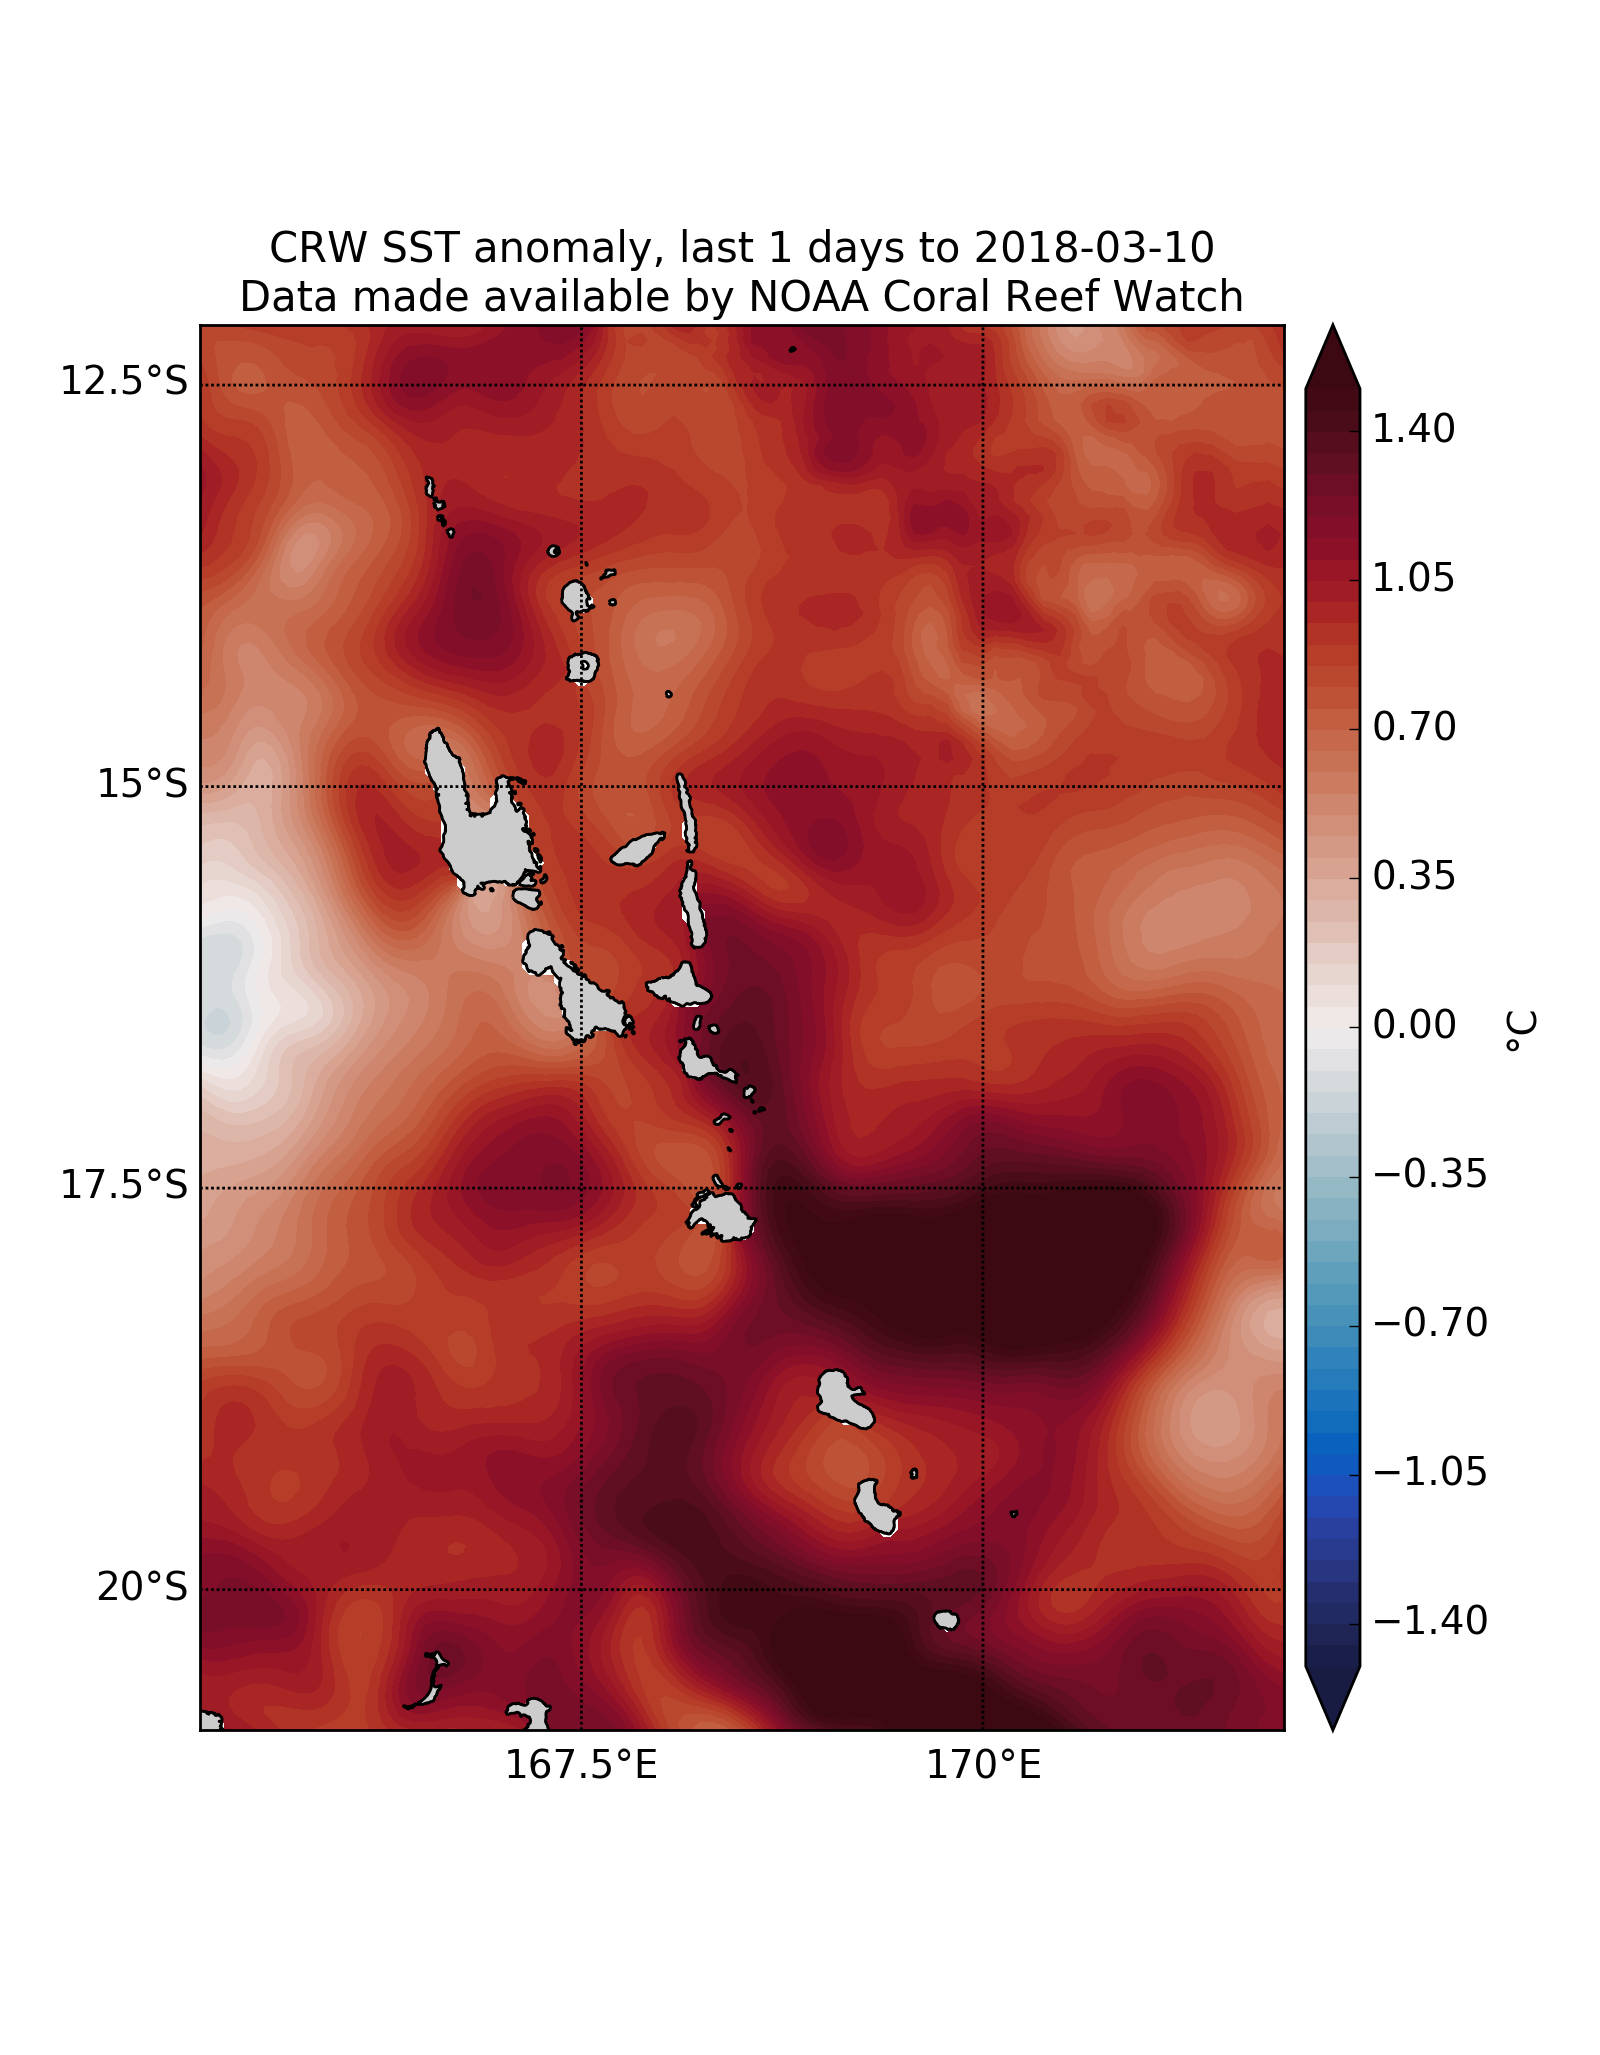 CRW SST anomaly, last 1 days to 2018-03-10
Data made available by NOAA Coral Reef Watch
12.5°S
15°S
17.5°S
20°S
167.5°E
170°E
1.40
1.05
0.70
0.35
0.00
−0.35
−0.70
−1.05
−1.40
°C